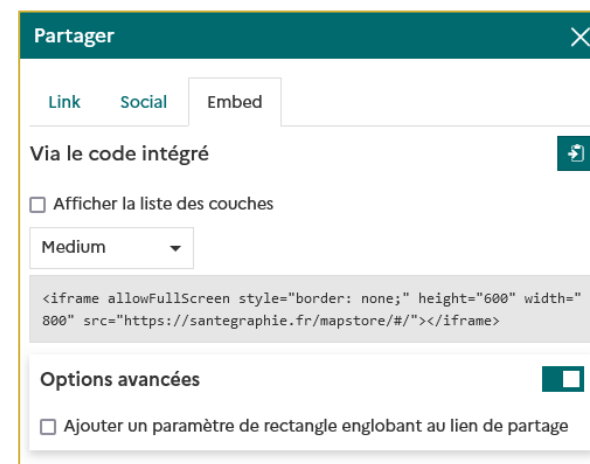 Partager
Link Social Embed
Via le code intégré
Afficher la liste des couches
Medium
<iframe allowFullScreen style="border: none;" height="600" width="
800" src="https://santegraphie.fr/mapstore/#/"></iframe>
Options avancées
Ajouter un paramètre de rectangle englobant au lien de partage